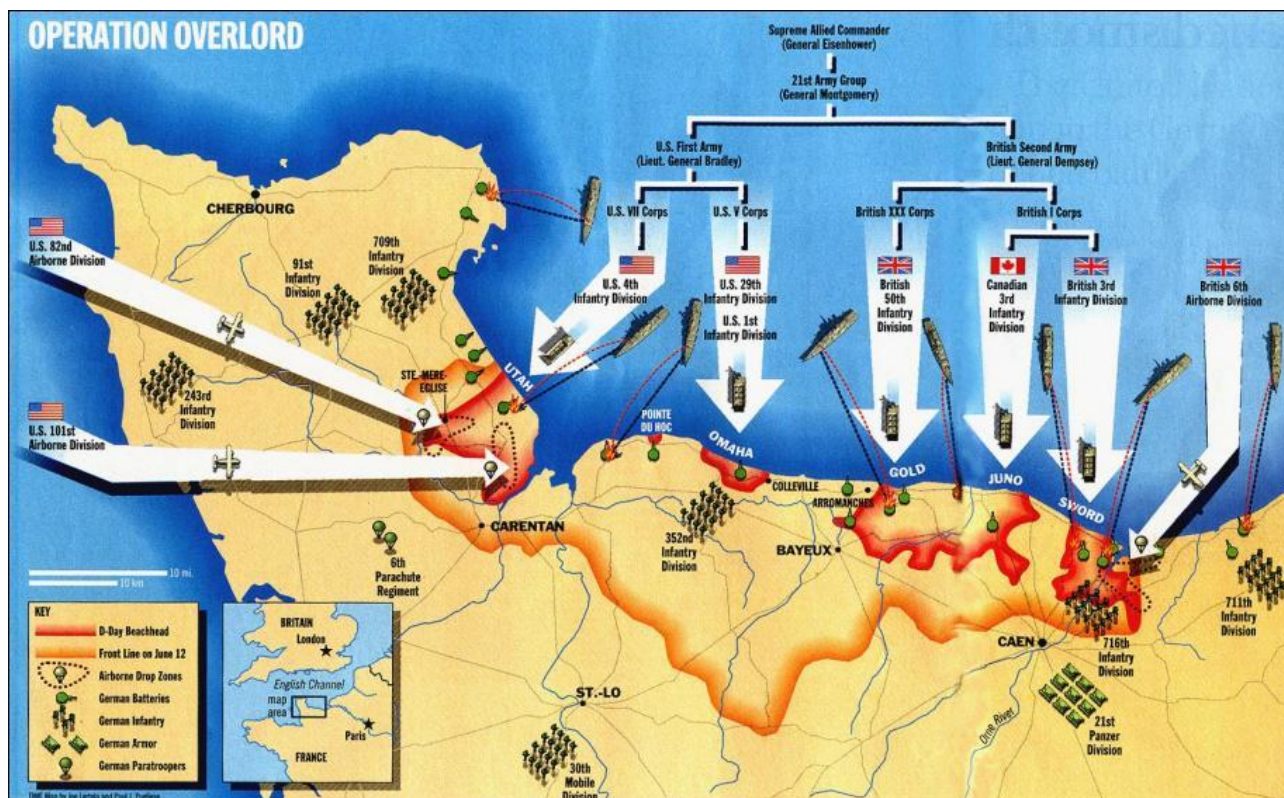 OPERATION OVERLORD
Supreme Allied Commander
(General Eisenhower)
21st Army Group
(General Montgomery)
U.S. First Army
(Lieut. General Bradley)
British Second Army
(Lieut. General Dempsey)
U.S. VII Corps
U.S. V Corps
British XXX Corps
British I Corps
U.S. 4th
Infantry Division
U.S. 29th
Infantry Division
U.S. 1st
Infantry Division
British
50th
Infantry
Division
Canadian
3rd
Infantry
Division
British 3rd
Infantry Division
British 6th
Airborne Division
CHERBOURG
U.S. 82nd
Airborne Division
709th
Infantry
Division
91st
Infantry
Division
243rd
Infantry
Division
STE.-MERE-
EGLISE
UTAH
U.S. 101st
Airborne Division
POINTE
DU HOC
OMAHA
COLLEVILLE
ARROMANCHES
GOLD
JUNO
SWORD
CARENTAN
352nd
Infantry
Division
BAYEUX
6th
Parachute
Regiment
CAEN
716th
Infantry
Division
711th
Infantry
Division
21st
Panzer
Division
Orne River
ST.-LO
30th
Mobile
Division
10 mi.
10 km
KEY
D-Day Beachhead
Front Line on June 12
Airborne Drop Zones
German Batteries
German Infantry
German Armor
German Paratroopers
BRITAIN
London
English Channel
map
area
Paris
FRANCE